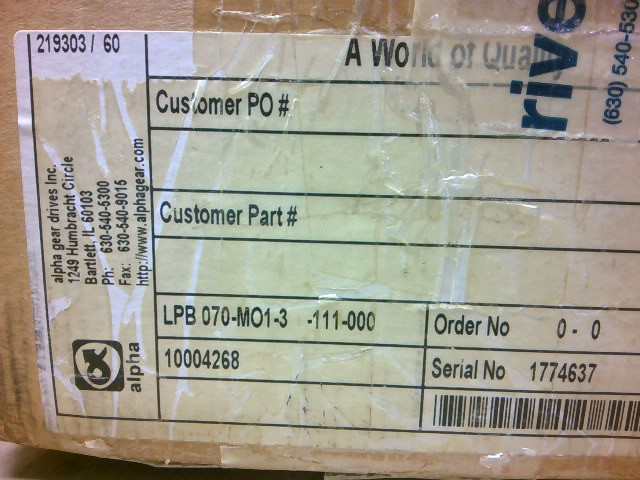 219303 / 60
A World of Quality
Customer PO #
Customer Part #
LPB 070-MO1-3 -111-000
Order No 0- 0
10004268
Serial No 1774637
alpha gear drives Inc.
1249 Humbracht Circle
Bartlett, IL 60103
Ph: 630-540-5300
Fax: 630-540-9015
http://www.alphagear.com
alpha
rive
(630) 540-530